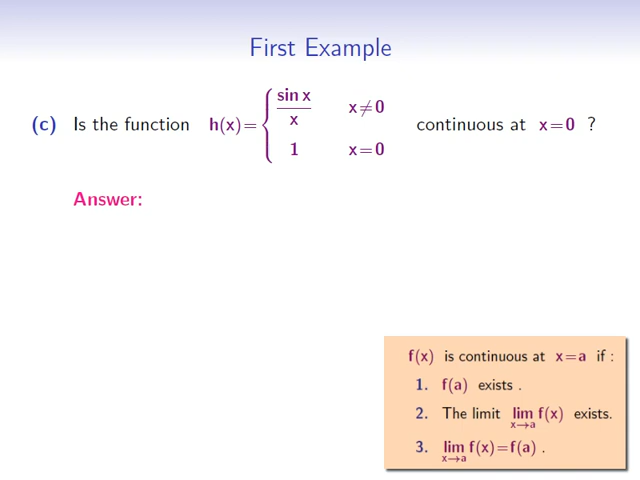 First Example
(c) Is the function h(x)= { sin x / x   x≠0
1   x=0
continuous at x=0 ?
Answer:
f(x) is continuous at x=a if :
1. f(a) exists .
2. The limit lim x→a f(x) exists.
3. lim x→a f(x)=f(a) .